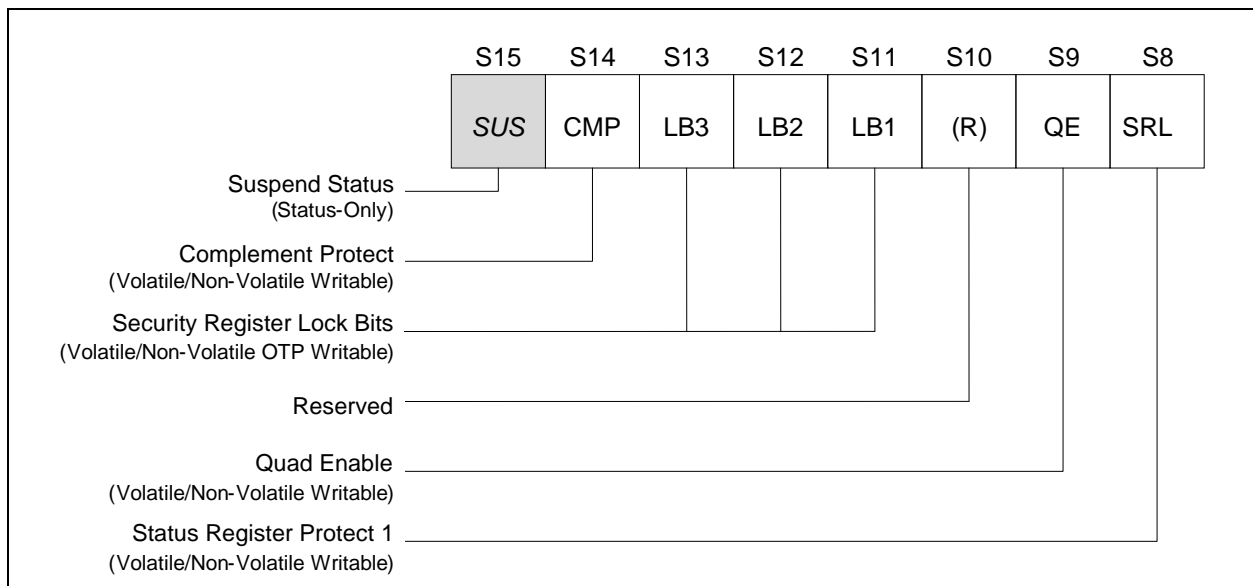 S15 S14 S13 S12 S11 S10 S9 S8
SUS CMP LB3 LB2 LB1 (R) QE SRL
Suspend Status
(Status-Only)
Complement Protect
(Volatile/Non-Volatile Writable)
Security Register Lock Bits
(Volatile/Non-Volatile OTP Writable)
Reserved
Quad Enable
(Volatile/Non-Volatile Writable)
Status Register Protect 1
(Volatile/Non-Volatile Writable)